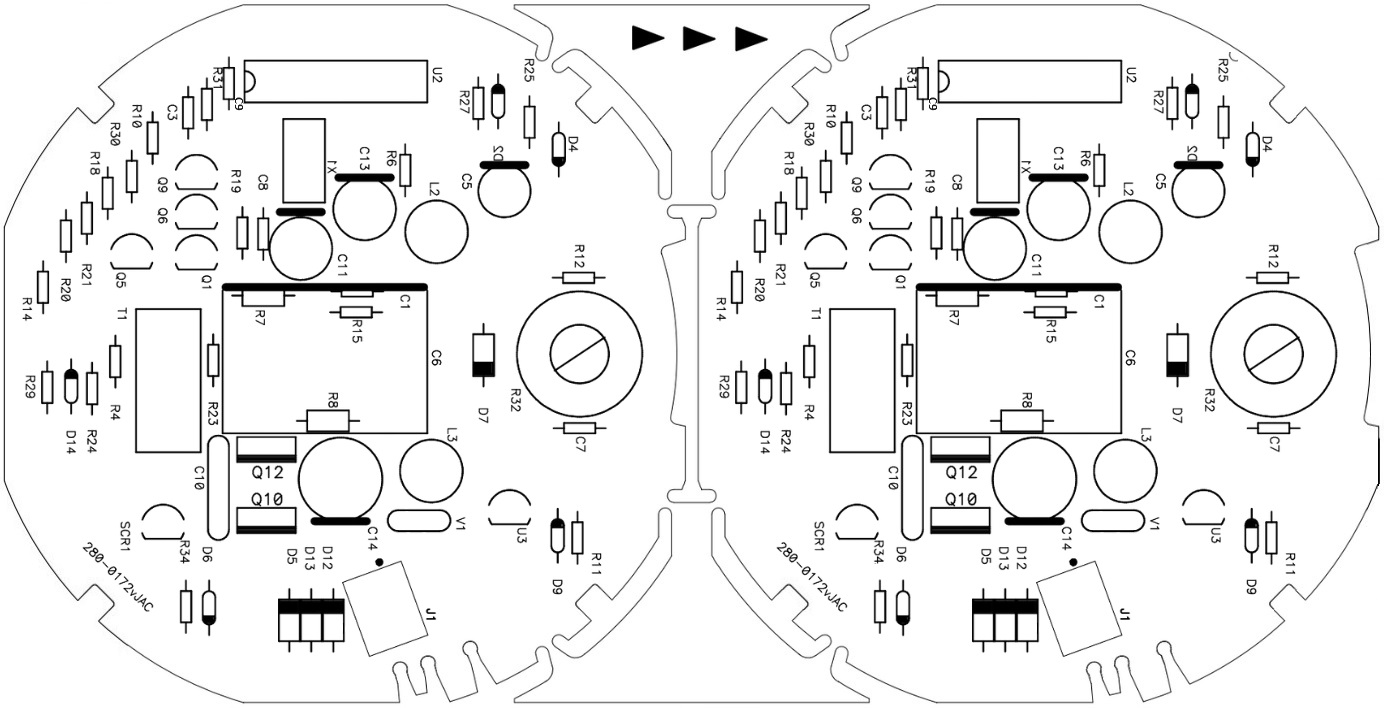 R31
C9
U2
R25
R27
C3
R10
R30
R18
D4
D2
C13
R6
X1
C8
R19
Q9
L2
C5
Q6
R12
C11
Q5
R21
Q1
R20
R14
C1
T1
R7
R15
C6
R29
R4
R8
R32
D7
R23
D14
R24
L3
C7
C10
Q12
Q10
SCR1
V1
U3
C14
R34
D6
D5
D13
D12
R11
D9
280-0172vJAC
J1
R31
C9
U2
R25
R27
C3
R10
R30
R18
D4
D2
C13
R6
X1
C8
R19
Q9
L2
C5
Q6
R12
C11
Q5
R21
Q1
R20
R14
C1
T1
R7
R15
C6
R29
R4
R8
R32
D7
R23
D14
R24
L3
C7
C10
Q12
Q10
SCR1
V1
U3
C14
R34
D6
D5
D13
D12
R11
D9
280-0172vJAC
J1